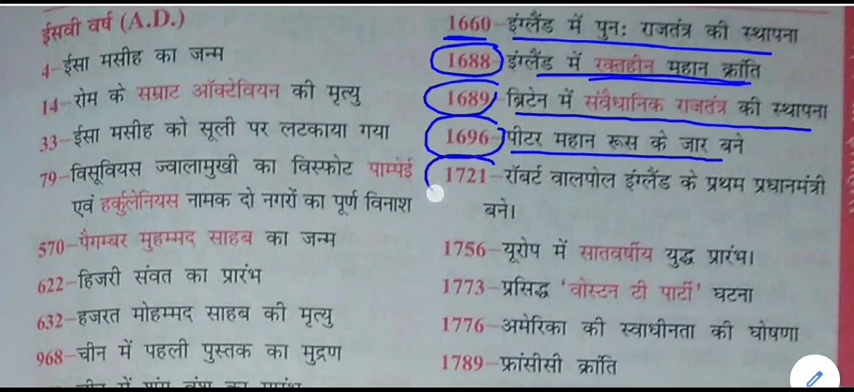 ईसवी वर्ष (A.D.)
4-ईसा मसीह का जन्म
14-रोम के सम्राट ऑक्टेवियन की मृत्यु
33-ईसा मसीह को सूली पर लटकाया गया
79-विसूवियस ज्वालामुखी का विस्फोट पाम्पेई
एवं हर्कुलेनियस नामक दो नगरों का पूर्ण विनाश
570-पैगम्बर मुहम्मद साहब का जन्म
622-हिजरी संवत का प्रारंभ
632-हजरत मोहम्मद साहब की मृत्यु
968-चीन में पहली पुस्तक का मुद्रण
1660-इंग्लैंड में पुनः राजतंत्र की स्थापना
1688-इंग्लैंड में रक्तहीन महान क्रांति
1689-ब्रिटेन में संवैधानिक राजतंत्र की स्थापना
1696-पीटर महान रूस के जार बने
1721-रॉबर्ट वालपोल इंग्लैंड के प्रथम प्रधानमंत्री
बने।
1756-यूरोप में सातवर्षीय युद्ध प्रारंभ।
1773-प्रसिद्ध 'वोस्टन टी पार्टी' घटना
1776-अमेरिका की स्वाधीनता की घोषणा
1789-फ्रांसीसी क्रांति